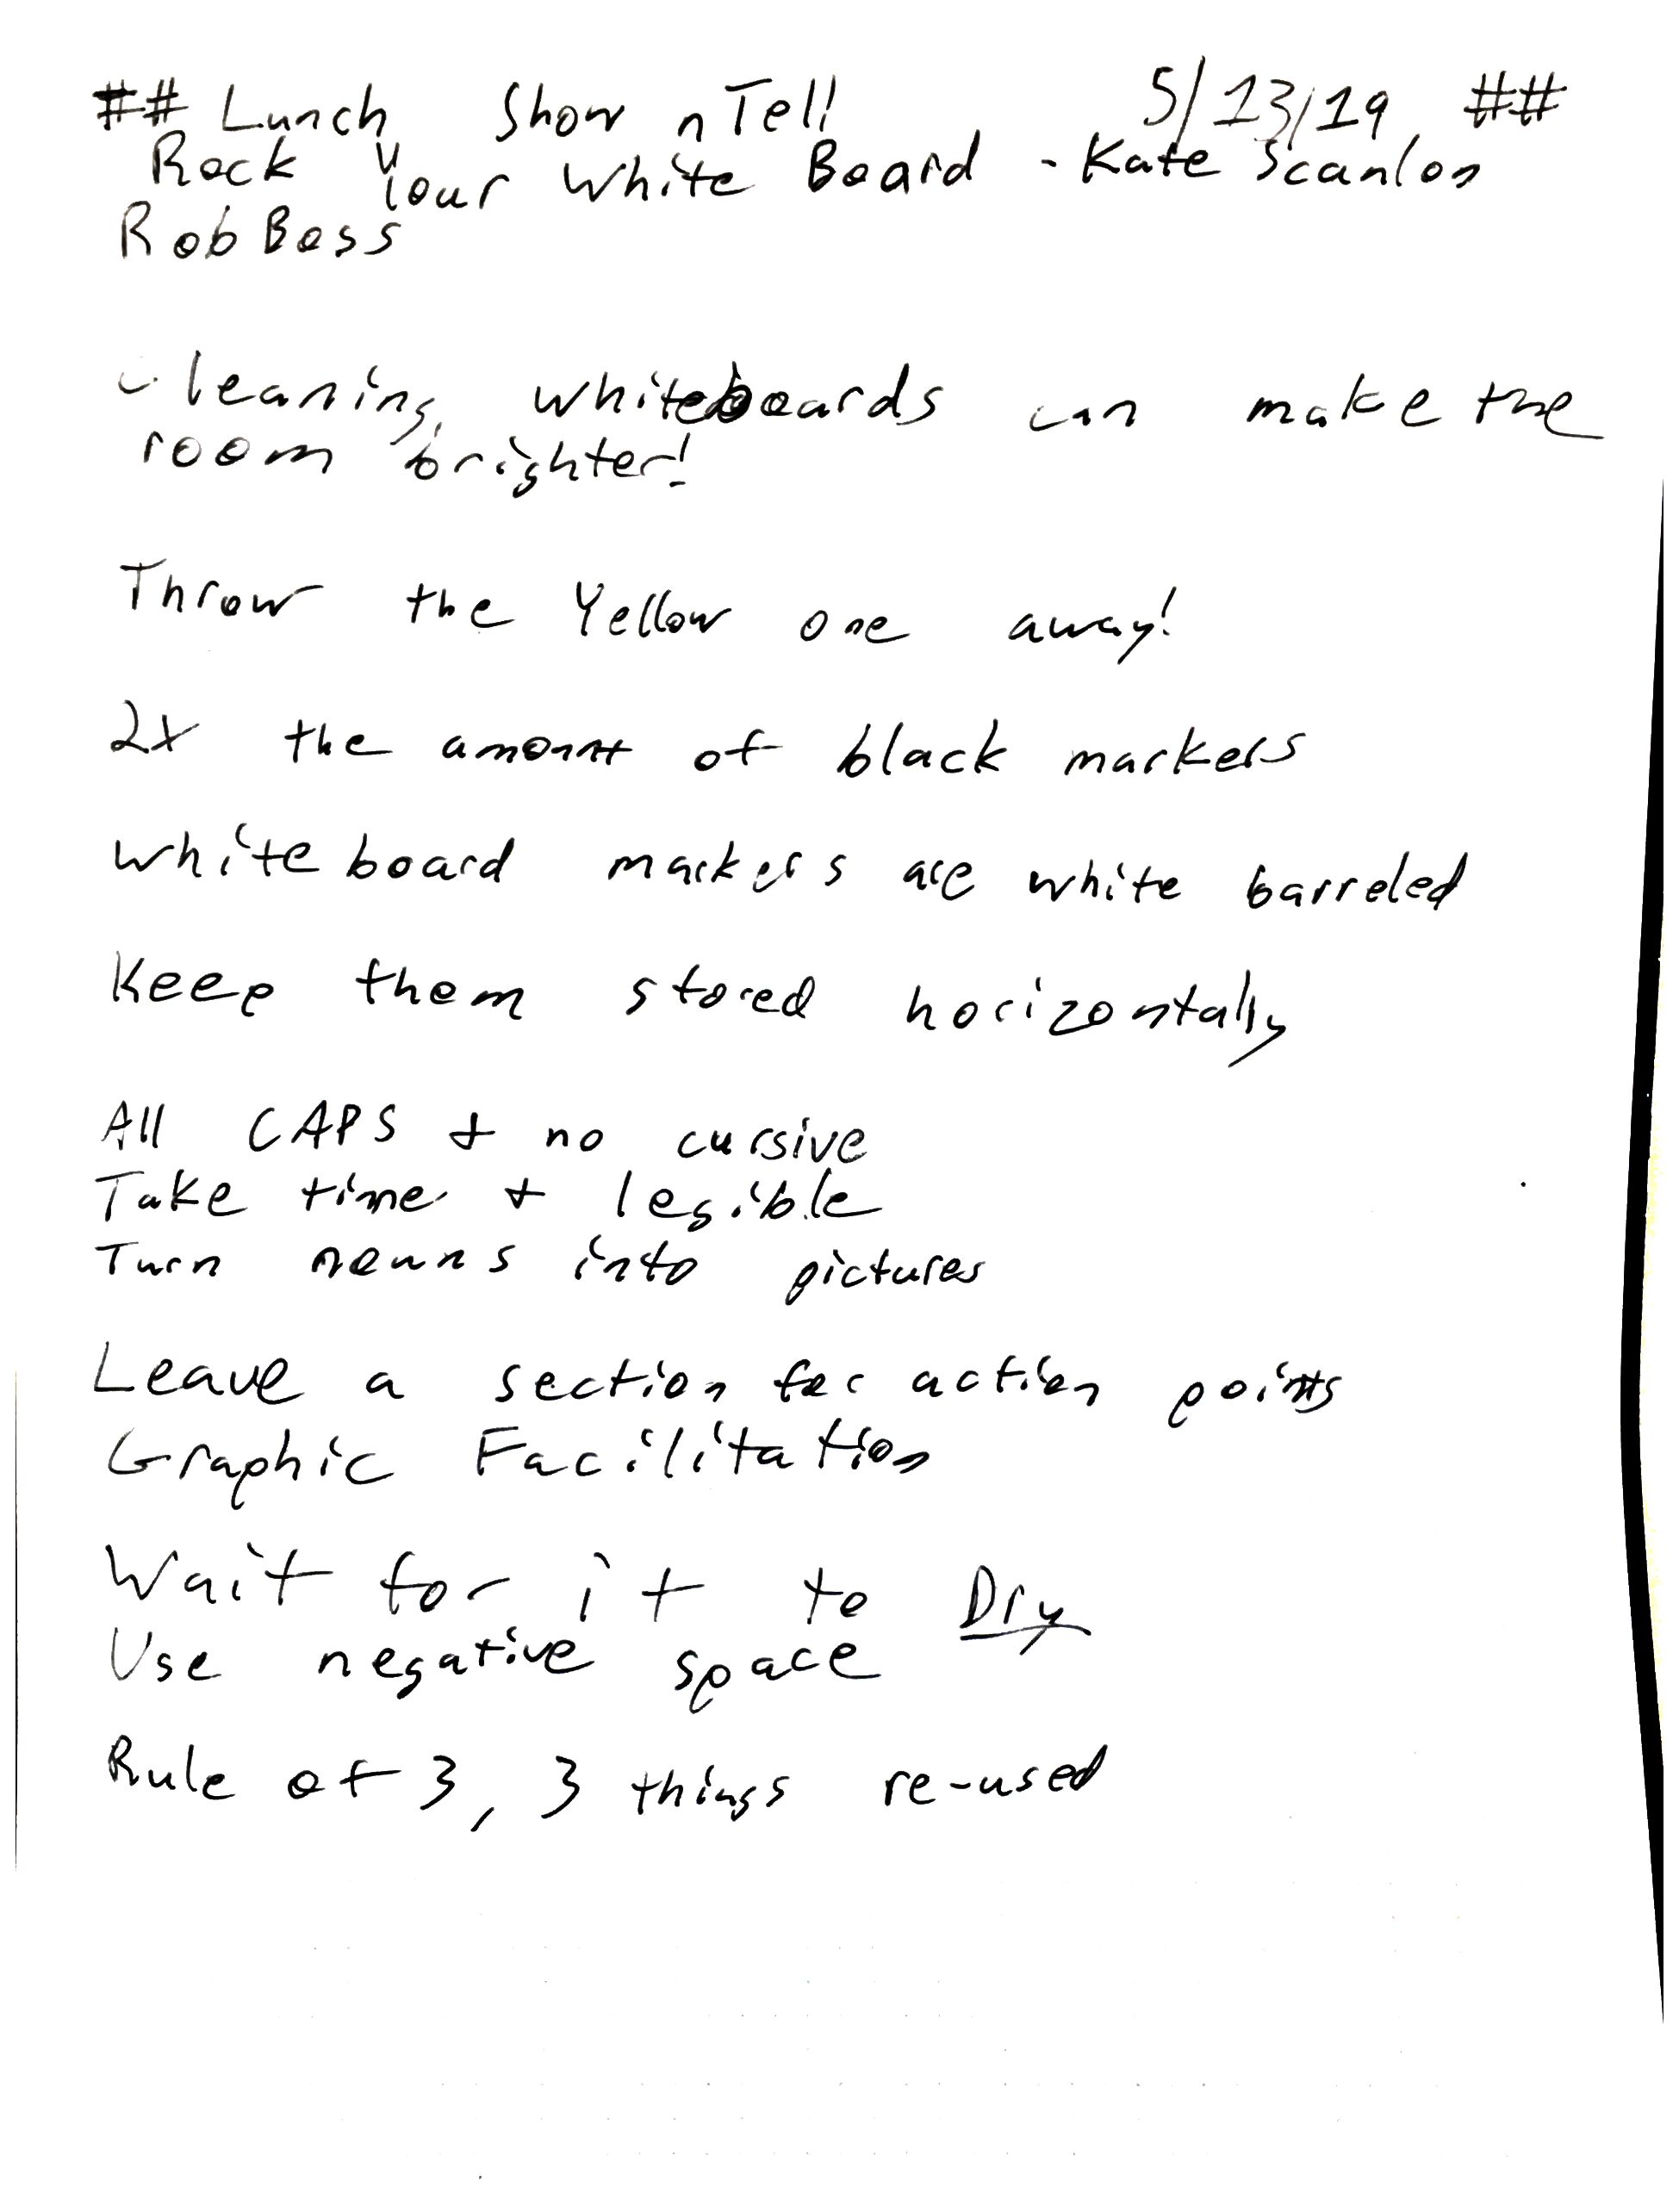 ## Lunch Show n Tell 5/13/19 ##
Rock Your White Board - Kate Scanlon
Rob Boss
Cleaning whiteboards can make the
room brighter!
Throw the Yellow one away!
2x the amount of black markers
white board markers are white barreled
Keep them stored horizontally
All CAPS + no cursive
Take time + legible
Turn nouns into pictures
Leave a section for action points
Graphic Facilitation
Wait for it to Dry
Use negative space
Rule of 3, 3 things re-used